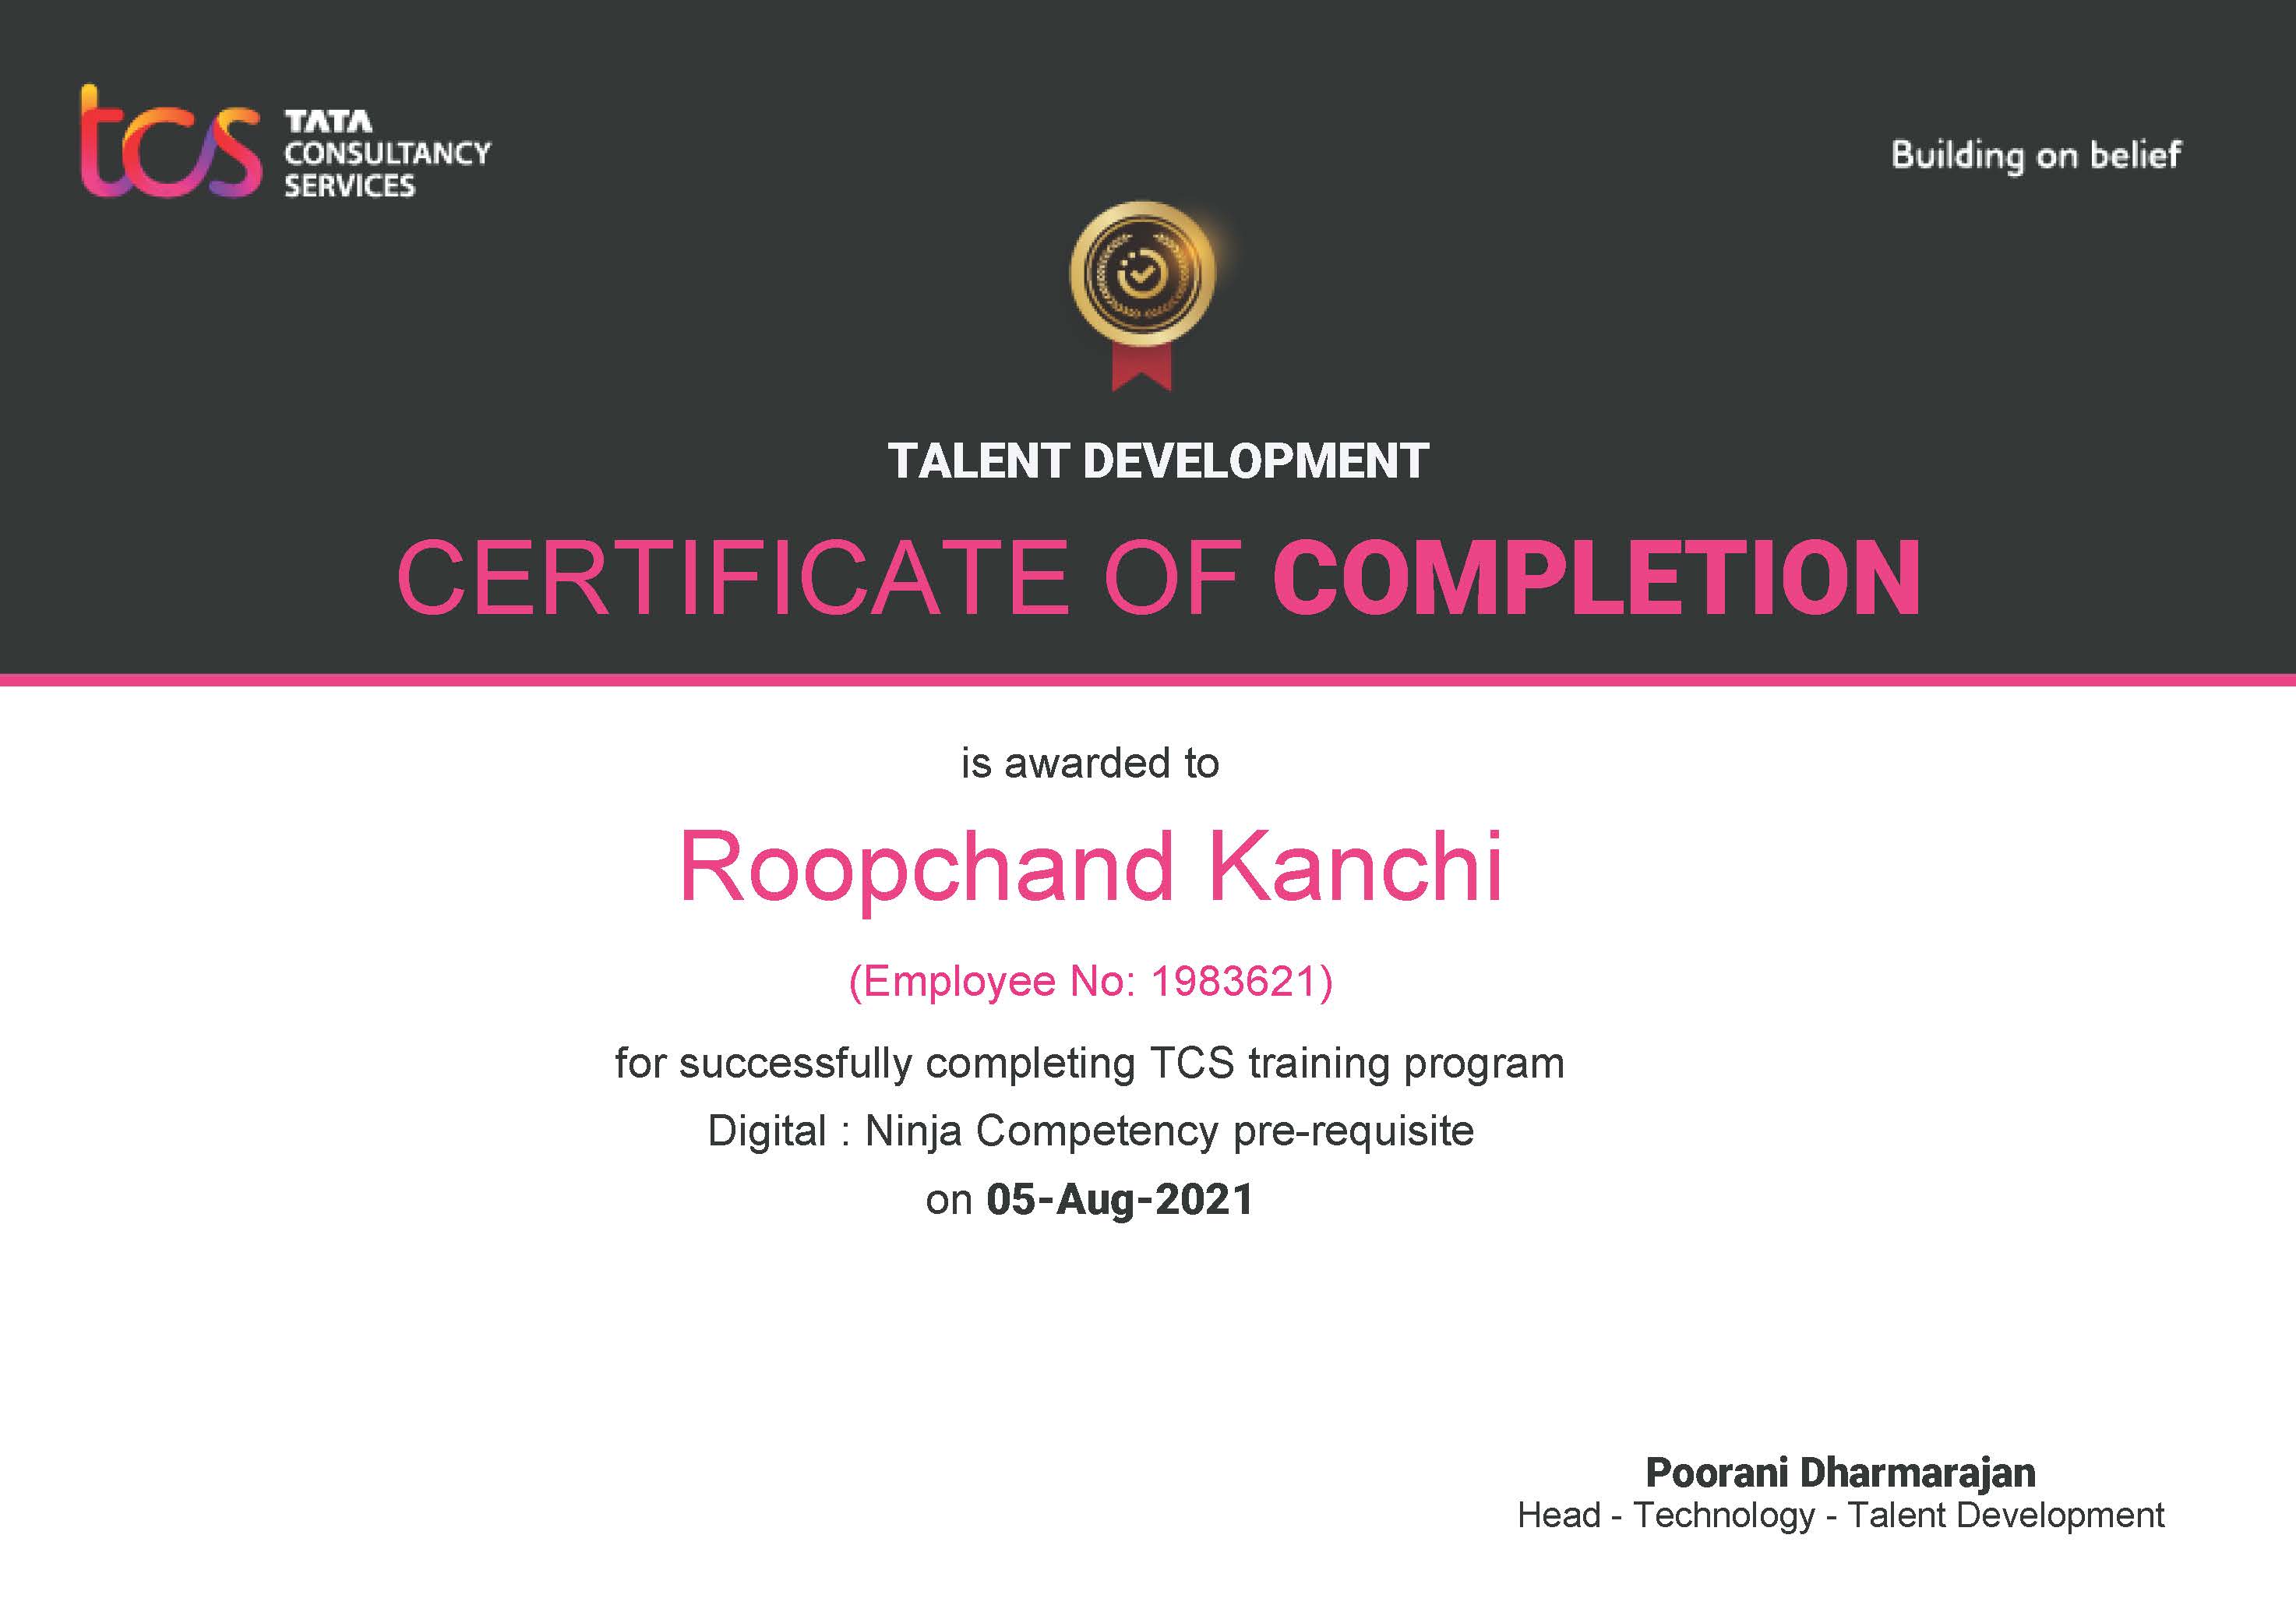 tcs TATA
CONSULTANCY
SERVICES
Building on belief
TALENT DEVELOPMENT
CERTIFICATE OF COMPLETION
is awarded to
Roopchand Kanchi
(Employee No: 1983621)
for successfully completing TCS training program
Digital : Ninja Competency pre-requisite
on 05-Aug-2021
Poorani Dharmarajan
Head - Technology - Talent Development